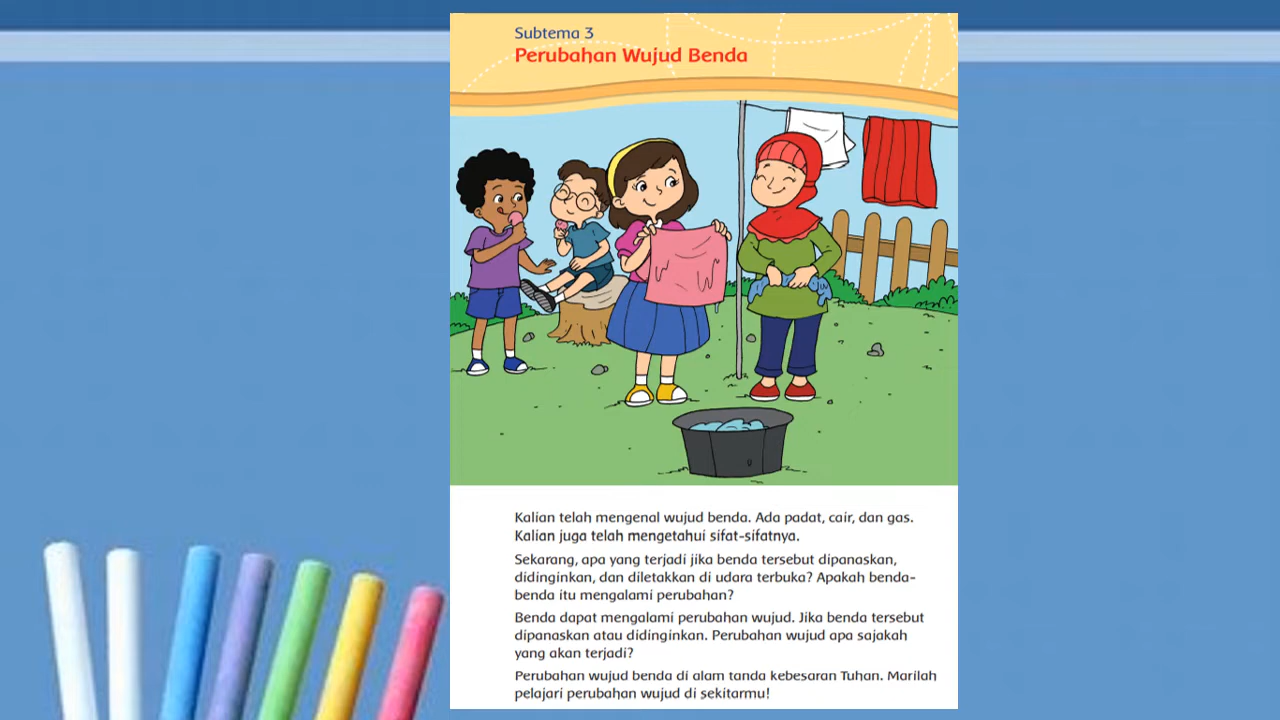 Subtema 3
Perubahan Wujud Benda
Kalian telah mengenal wujud benda. Ada padat, cair, dan gas.
Kalian juga telah mengetahui sifat-sifatnya.
Sekarang, apa yang terjadi jika benda tersebut dipanaskan,
didinginkan, dan diletakkan di udara terbuka? Apakah benda-
benda itu mengalami perubahan?
Benda dapat mengalami perubahan wujud. Jika benda tersebut
dipanaskan atau didinginkan. Perubahan wujud apa sajakah
yang akan terjadi?
Perubahan wujud benda di alam tanda kebesaran Tuhan. Marilah
pelajari perubahan wujud di sekitarmu!